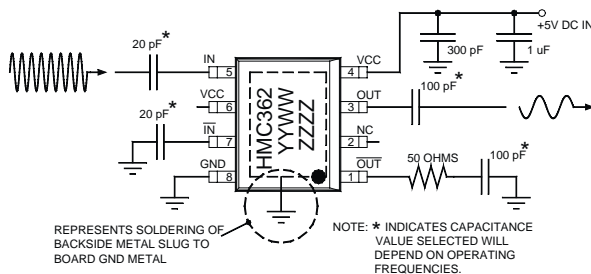 +5V DC IN
20 pF*
IN
5
4
VCC
300 pF
1 uF
VCC
6
3
OUT
100 pF*
20 pF*
IN
7
2
NC
HMC362
YYWW
ZZZZ
GND
8
1
OUT
50 OHMS
100 pF*
REPRESENTS SOLDERING OF
BACKSIDE METAL SLUG TO
BOARD GND METAL
NOTE: * INDICATES CAPACITANCE
VALUE SELECTED WILL
DEPEND ON OPERATING
FREQUENCIES.